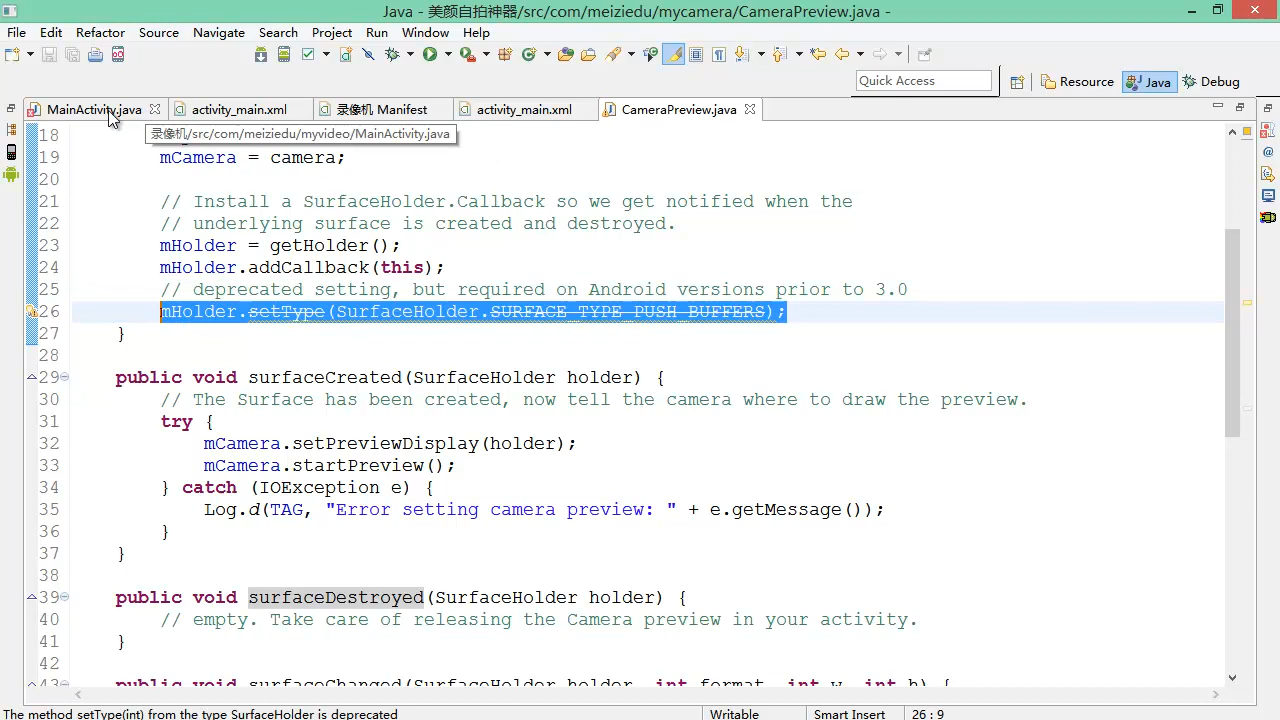 Java - 美颜自拍神器/src/com/meiziedu/mycamera/CameraPreview.java -
File Edit Refactor Source Navigate Search Project Run Window Help
Quick Access
Resource Java Debug
MainActivity.java activity_main.xml 录像机 Manifest activity_main.xml CameraPreview.java
录像机/src/com/meiziedu/myvideo/MainActivity.java
18
19 mCamera = camera;
20
21 // Install a SurfaceHolder.Callback so we get notified when the
22 // underlying surface is created and destroyed.
23 mHolder = getHolder();
24 mHolder.addCallback(this);
25 // deprecated setting, but required on Android versions prior to 3.0
26 mHolder.setType(SurfaceHolder.SURFACE_TYPE_PUSH_BUFFERS);
27 }
28
29 public void surfaceCreated(SurfaceHolder holder) {
30 // The Surface has been created, now tell the camera where to draw the preview.
31 try {
32 mCamera.setPreviewDisplay(holder);
33 mCamera.startPreview();
34 } catch (IOException e) {
35 Log.d(TAG, "Error setting camera preview: " + e.getMessage());
36 }
37 }
38
39 public void surfaceDestroyed(SurfaceHolder holder) {
40 // empty. Take care of releasing the Camera preview in your activity.
41 }
42
43 public void surfaceChanged(SurfaceHolder holder, int format, int w, int h) {
The method setType(int) from the type SurfaceHolder is deprecated Writable Smart Insert 26 : 9